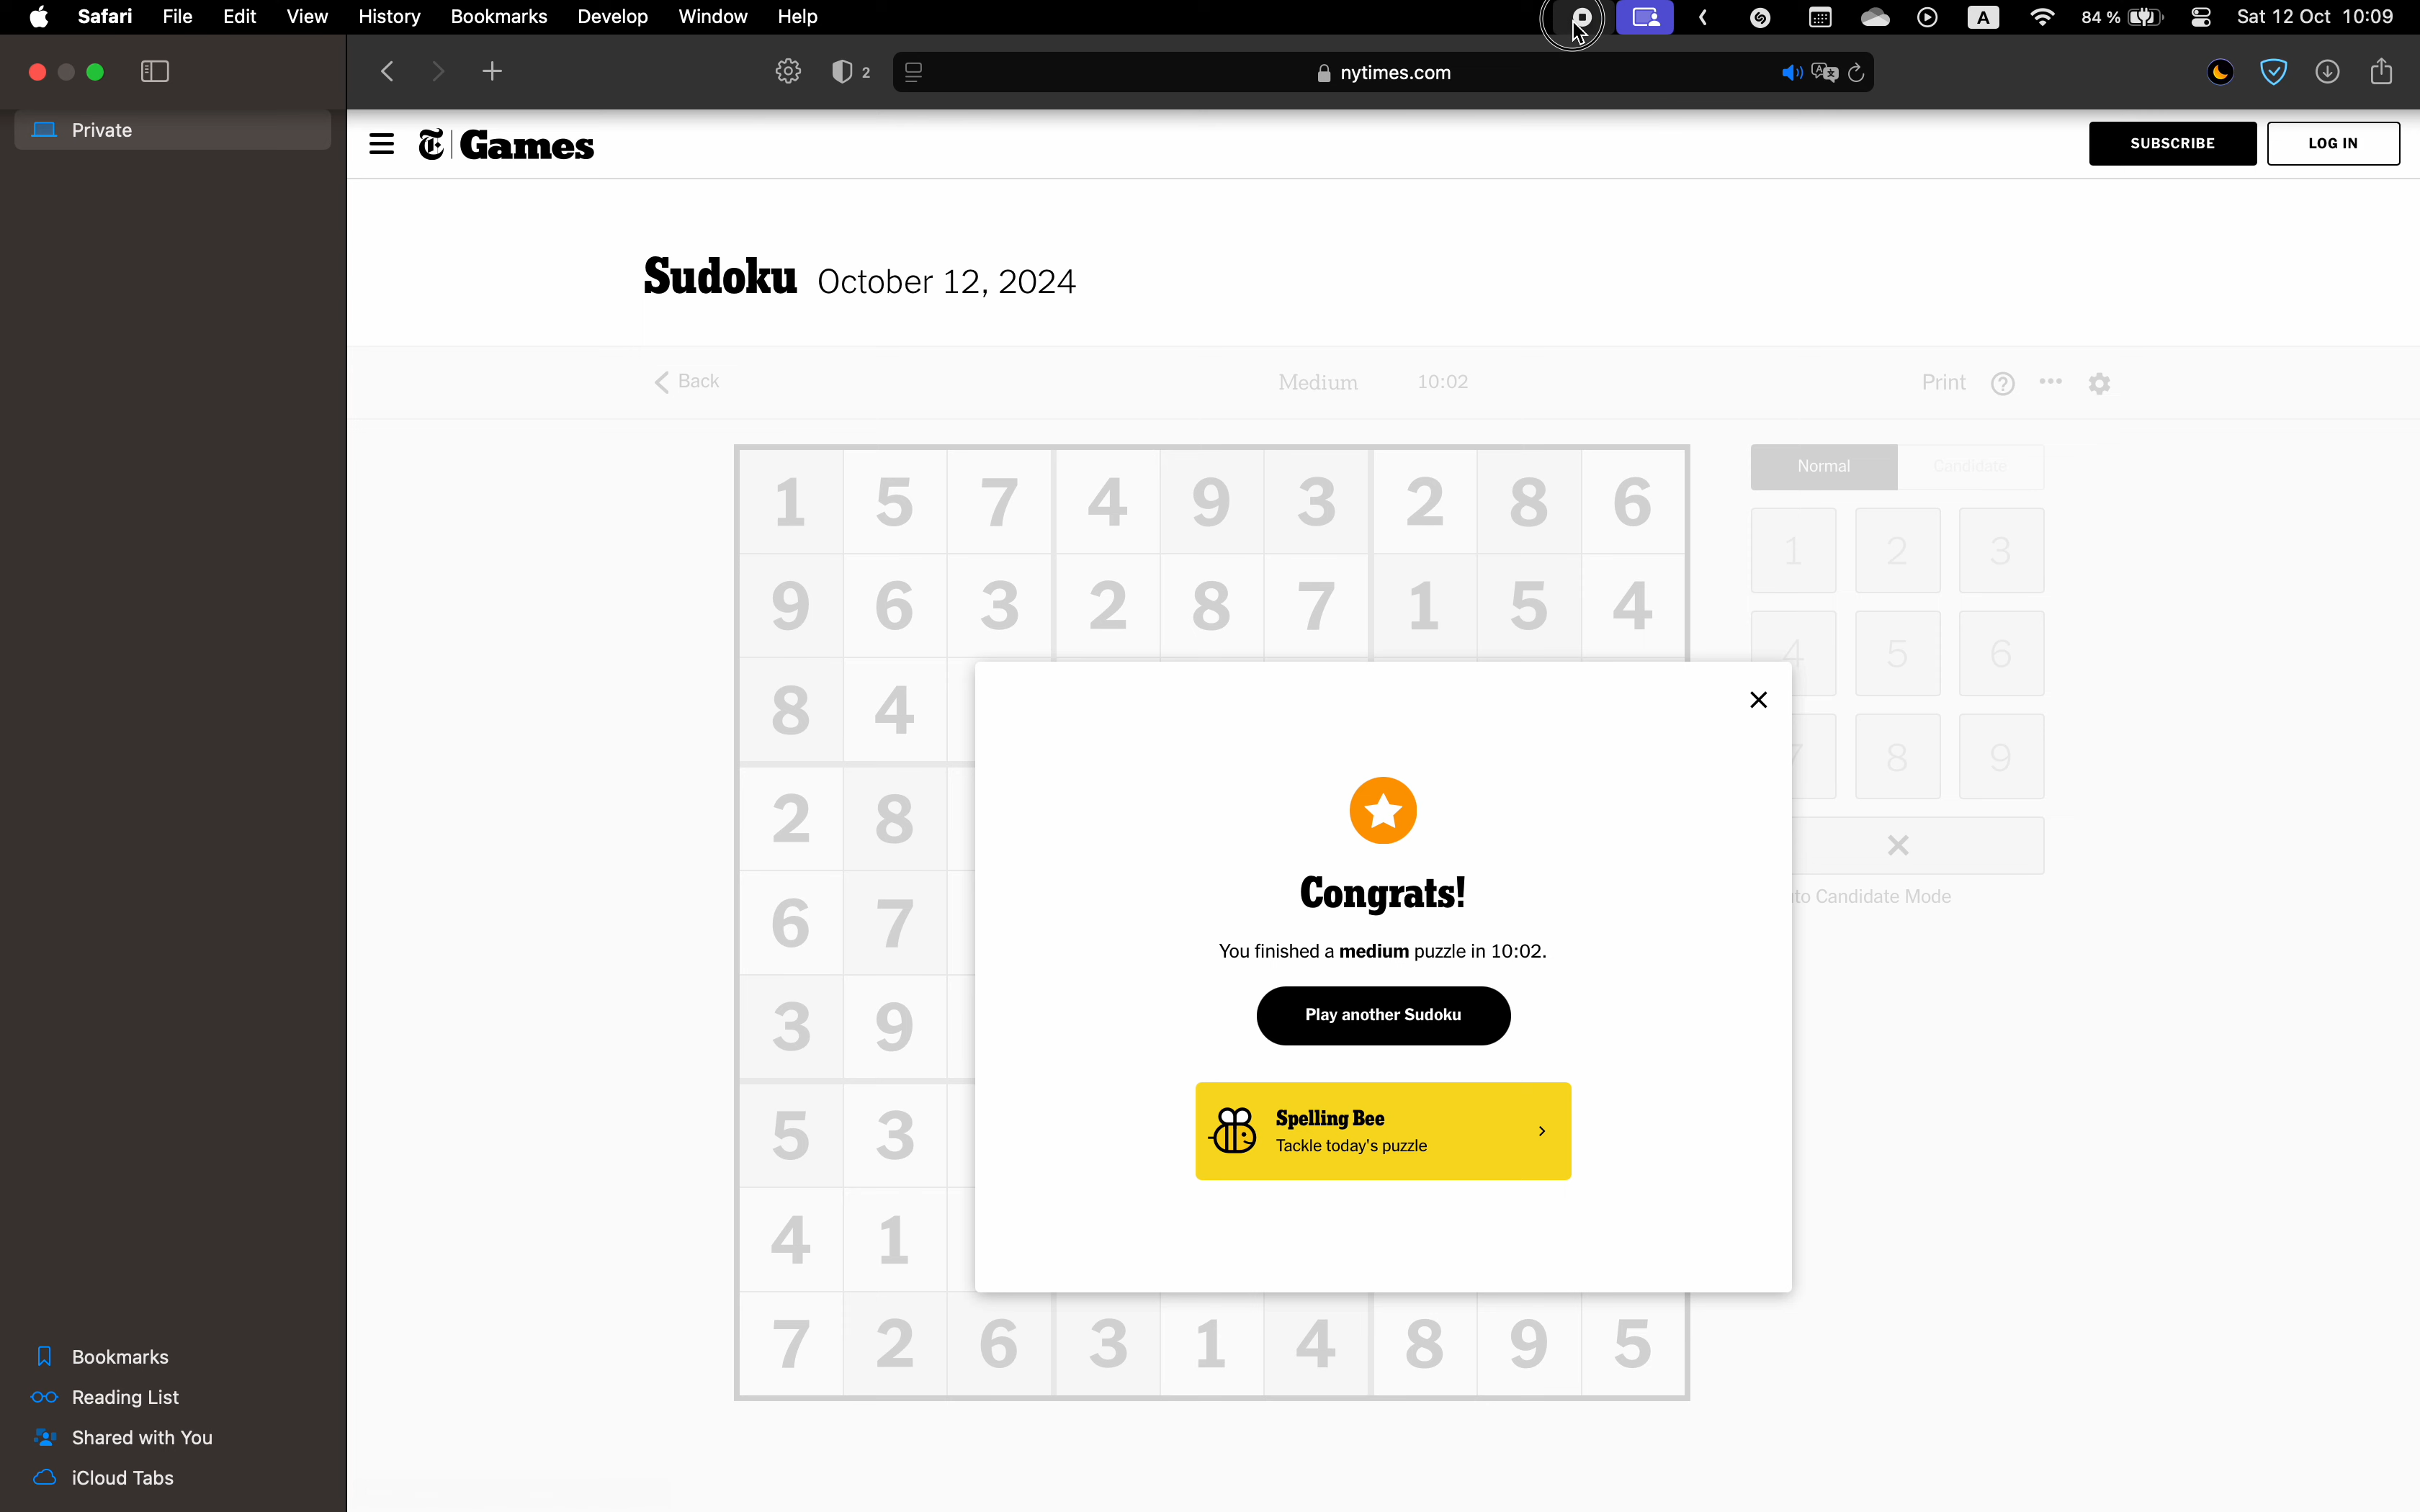 Safari File Edit View History Bookmarks Develop Window Help A 84 % Sat 12 Oct 10:09
2 nytimes.com
Private
Games SUBSCRIBE LOG IN
Sudoku October 12, 2024
Back Medium 10:02 Print
Normal Candidate
1 5 7 4 9 3 2 8 6
9 6 3 2 8 7 1 5 4
8 4
2 8
6 7
3 9
5 3
4 1
7 2 6 3 1 4 8 9 5
1 2 3
4 5 6
7 8 9
to Candidate Mode
Congrats!
You finished a medium puzzle in 10:02.
Play another Sudoku
Spelling Bee
Tackle today's puzzle
Bookmarks
Reading List
Shared with You
iCloud Tabs